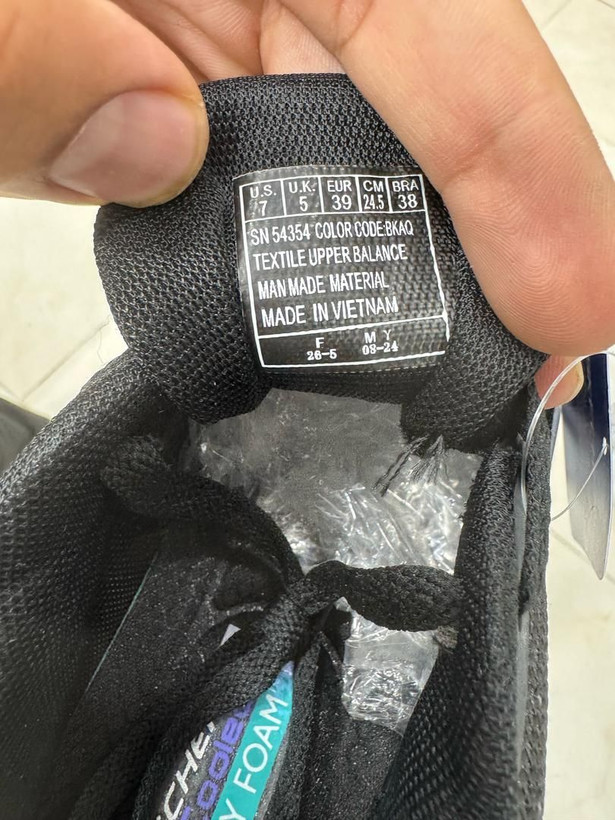 U.S. U.K. EUR CM BRA
7 5 39 24.5 38
SN 54354 COLOR CODE:BKAQ
TEXTILE UPPER BALANCE
MAN MADE MATERIAL
MADE IN VIETNAM
F M Y
26-5 08-24
Y FOAM